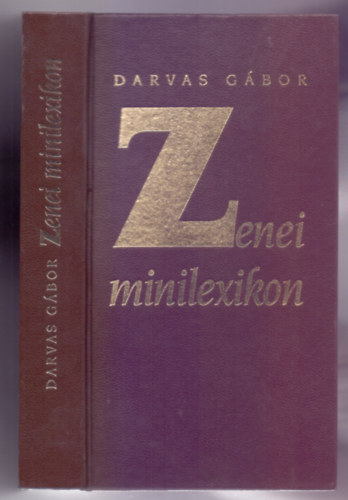 DARVAS GÁBOR Zenei minilexikon
DARVAS GÁBOR
Zenei
minilexikon